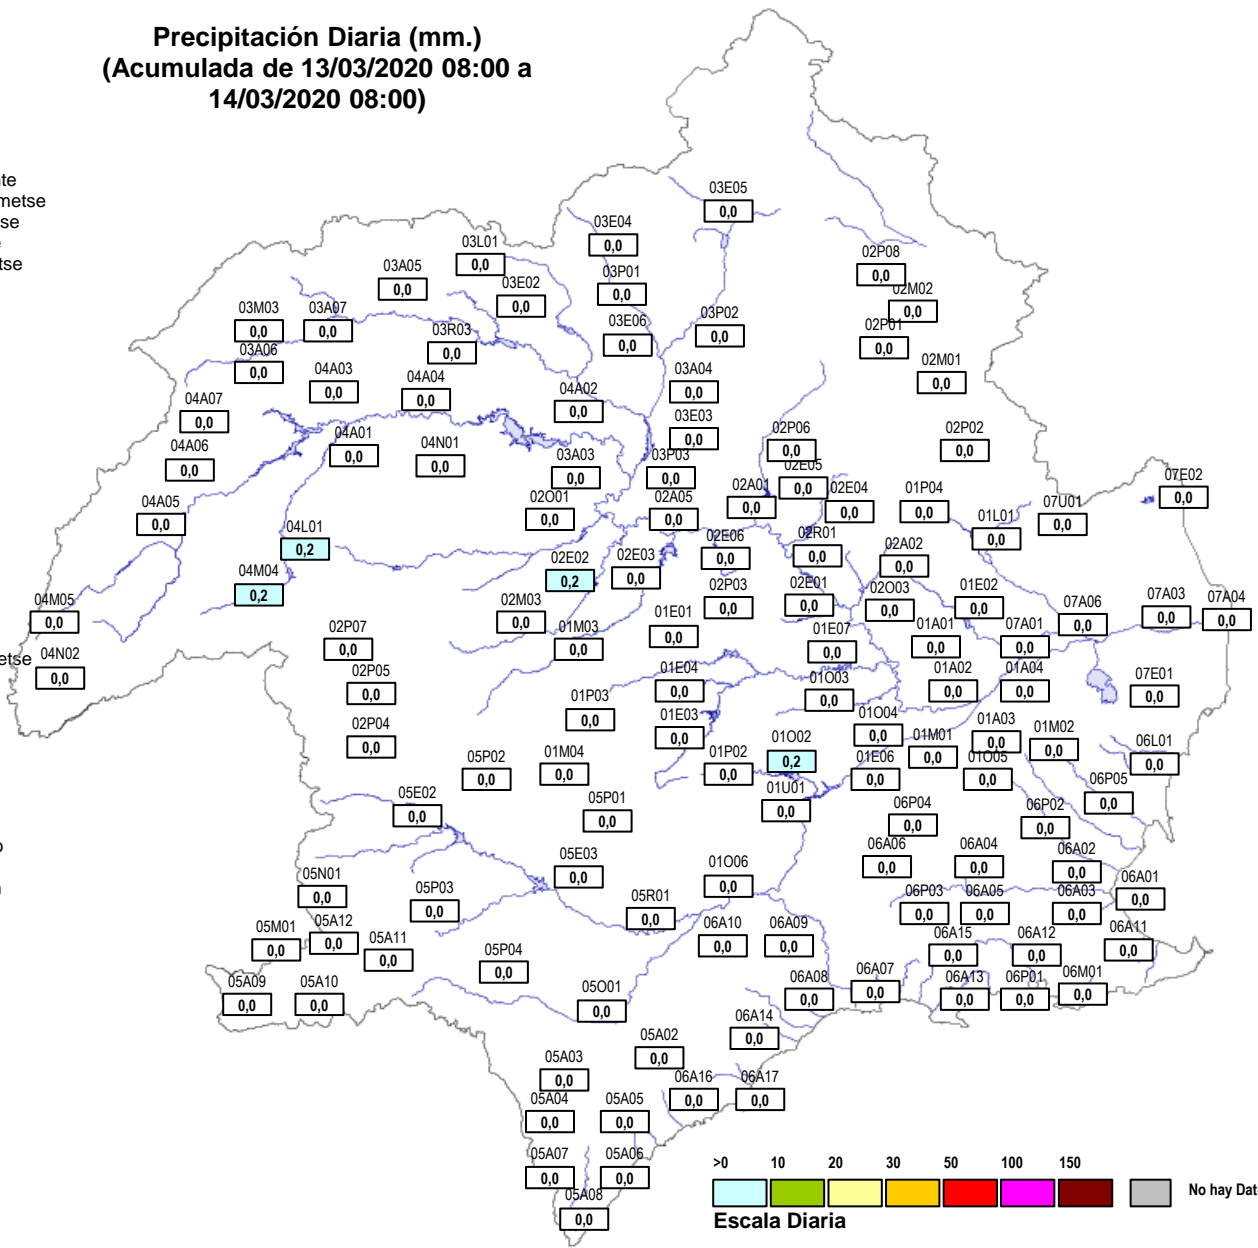 Precipitación Diaria (mm.)
(Acumulada de 13/03/2020 08:00 a
14/03/2020 08:00)
te
metse
se
e
tse
etse
o
n
03E05
0,0
03E04
0,0
03L01
0,0
02P08
0,0
03A05
0,0
03P01
0,0
03E02
0,0
02M02
0,0
03M03
0,0
03A07
0,0
03P02
0,0
03R03
0,0
03E06
0,0
02P01
0,0
03A06
0,0
02M01
0,0
04A03
0,0
04A04
0,0
03A04
0,0
04A02
0,0
04A07
0,0
03E03
0,0
04A01
0,0
04N01
0,0
02P06
0,0
02P02
0,0
04A06
0,0
03A03
0,0
03P03
0,0
02E05
0,0
07E02
0,0
02A01
0,0
02E04
0,0
01P04
0,0
04A05
0,0
02O01
0,0
02A05
0,0
07U01
0,0
01L01
0,0
04L01
0,2
02E06
0,0
02R01
0,0
02A02
0,0
02E02
0,2
02E03
0,0
04M04
0,2
02P03
0,0
02E01
0,0
02O03
0,0
01E02
0,0
07A03
0,0
07A04
0,0
04M05
0,0
02M03
0,0
01E01
0,0
07A06
0,0
02P07
0,0
01M03
0,0
01E07
0,0
01A01
0,0
07A01
0,0
04N02
0,0
02P05
0,0
01E04
0,0
01O03
0,0
01A02
0,0
01A04
0,0
07E01
0,0
01P03
0,0
01E03
0,0
01O04
0,0
01A03
0,0
01M02
0,0
02P04
0,0
01O02
0,2
01M01
0,0
06L01
0,0
05P02
0,0
01M04
0,0
01P02
0,0
01E06
0,0
01O05
0,0
05E02
0,0
05P01
0,0
01U01
0,0
06P05
0,0
06P04
0,0
06P02
0,0
05E03
0,0
01O06
0,0
06A06
0,0
06A04
0,0
06A02
0,0
05N01
0,0
05P03
0,0
05R01
0,0
06P03
0,0
06A05
0,0
06A03
0,0
06A01
0,0
05M01
0,0
05A12
0,0
05A11
0,0
06A10
0,0
06A09
0,0
06A15
0,0
06A12
0,0
06A11
0,0
05P04
0,0
05A09
0,0
05A10
0,0
05O01
0,0
06A08
0,0
06A07
0,0
06A13
0,0
06P01
0,0
06M01
0,0
06A14
0,0
05A02
0,0
05A03
0,0
06A16
0,0
06A17
0,0
05A04
0,0
05A05
0,0
05A07
0,0
05A06
0,0
05A08
0,0
>0 10 20 30 50 100 150
No hay Dat
Escala Diaria